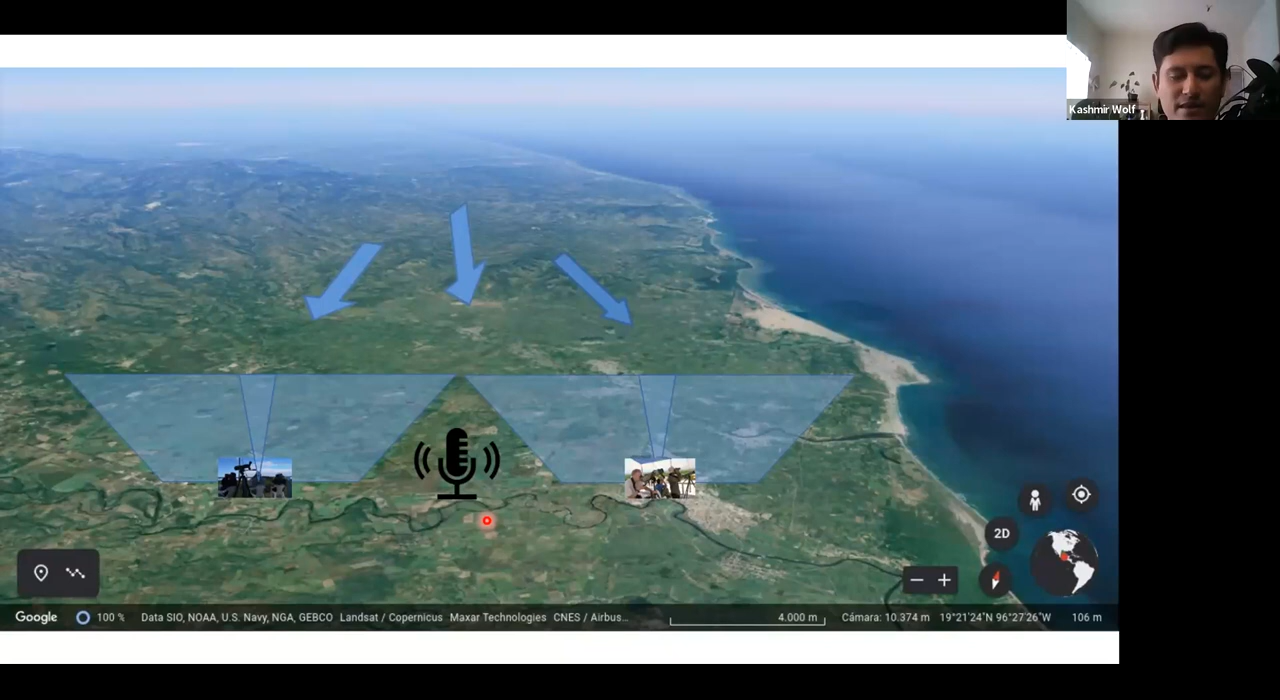 Kashmir Wolf
2D
Google 100 % Data SIO, NOAA, U.S. Navy, NGA, GEBCO Landsat / Copernicus Maxar Technologies CNES / Airbus... 4.000 m Cámara: 10.374 m 19°21'24"N 96°27'26"W 106 m